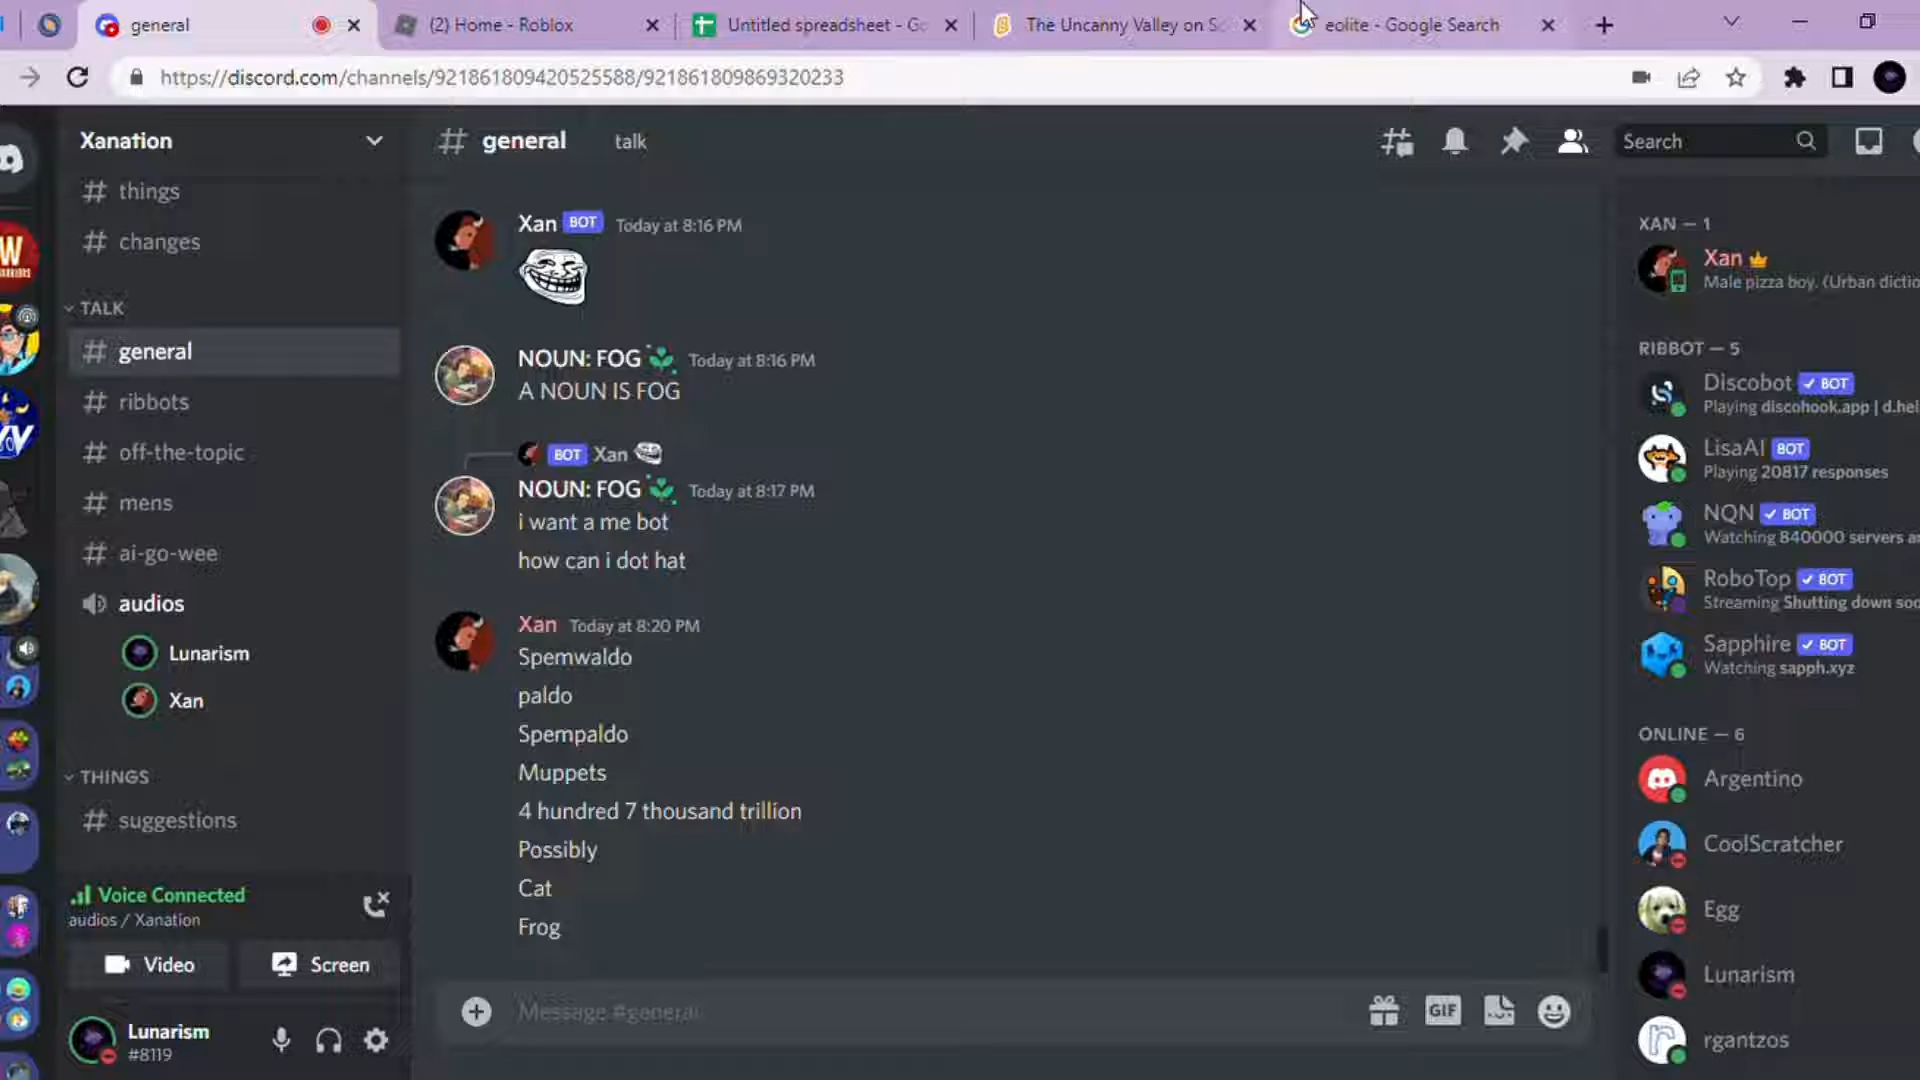 general
(2) Home - Roblox
Untitled spreadsheet - Go
The Uncanny Valley on Sc
eolite - Google Search
https://discord.com/channels/921861809420525588/921861809869320233
Xanation
# general
talk
Search
# things
# changes
TALK
# general
# ribbots
# off-the-topic
# mens
# ai-go-wee
audios
Lunarism
Xan
THINGS
# suggestions
Voice Connected
audios / Xanation
Video
Screen
Lunarism
#8119
Xan BOT Today at 8:16 PM
NOUN: FOG Today at 8:16 PM
A NOUN IS FOG
BOT Xan
NOUN: FOG Today at 8:17 PM
i want a me bot
how can i dot hat
Xan Today at 8:20 PM
Spemwaldo
paldo
Spempaldo
Muppets
4 hundred 7 thousand trillion
Possibly
Cat
Frog
Message #general
GIF
XAN — 1
Xan
Male pizza boy. (Urban dictio
RIBBOT — 5
Discobot BOT
Playing discohook.app | d.hel
LisaAI BOT
Playing 20817 responses
NQN BOT
Watching 840000 servers a
RoboTop BOT
Streaming Shutting down soo
Sapphire BOT
Watching sapph.xyz
ONLINE — 6
Argentino
CoolScratcher
Egg
Lunarism
rgantzos